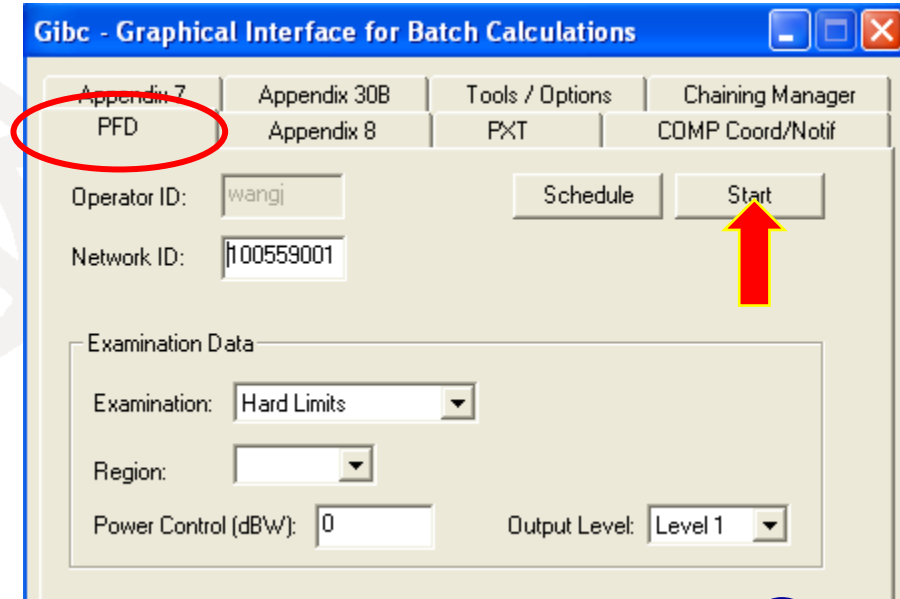 Gibc - Graphical Interface for Batch Calculations
Appendix 7 Appendix 30B Tools / Options Chaining Manager
PFD Appendix 8 PXT COMP Coord/Notif
Operator ID: wangj Schedule Start
Network ID: 100559001
Examination Data
Examination: Hard Limits
Region:
Power Control (dBW): 0 Output Level: Level 1